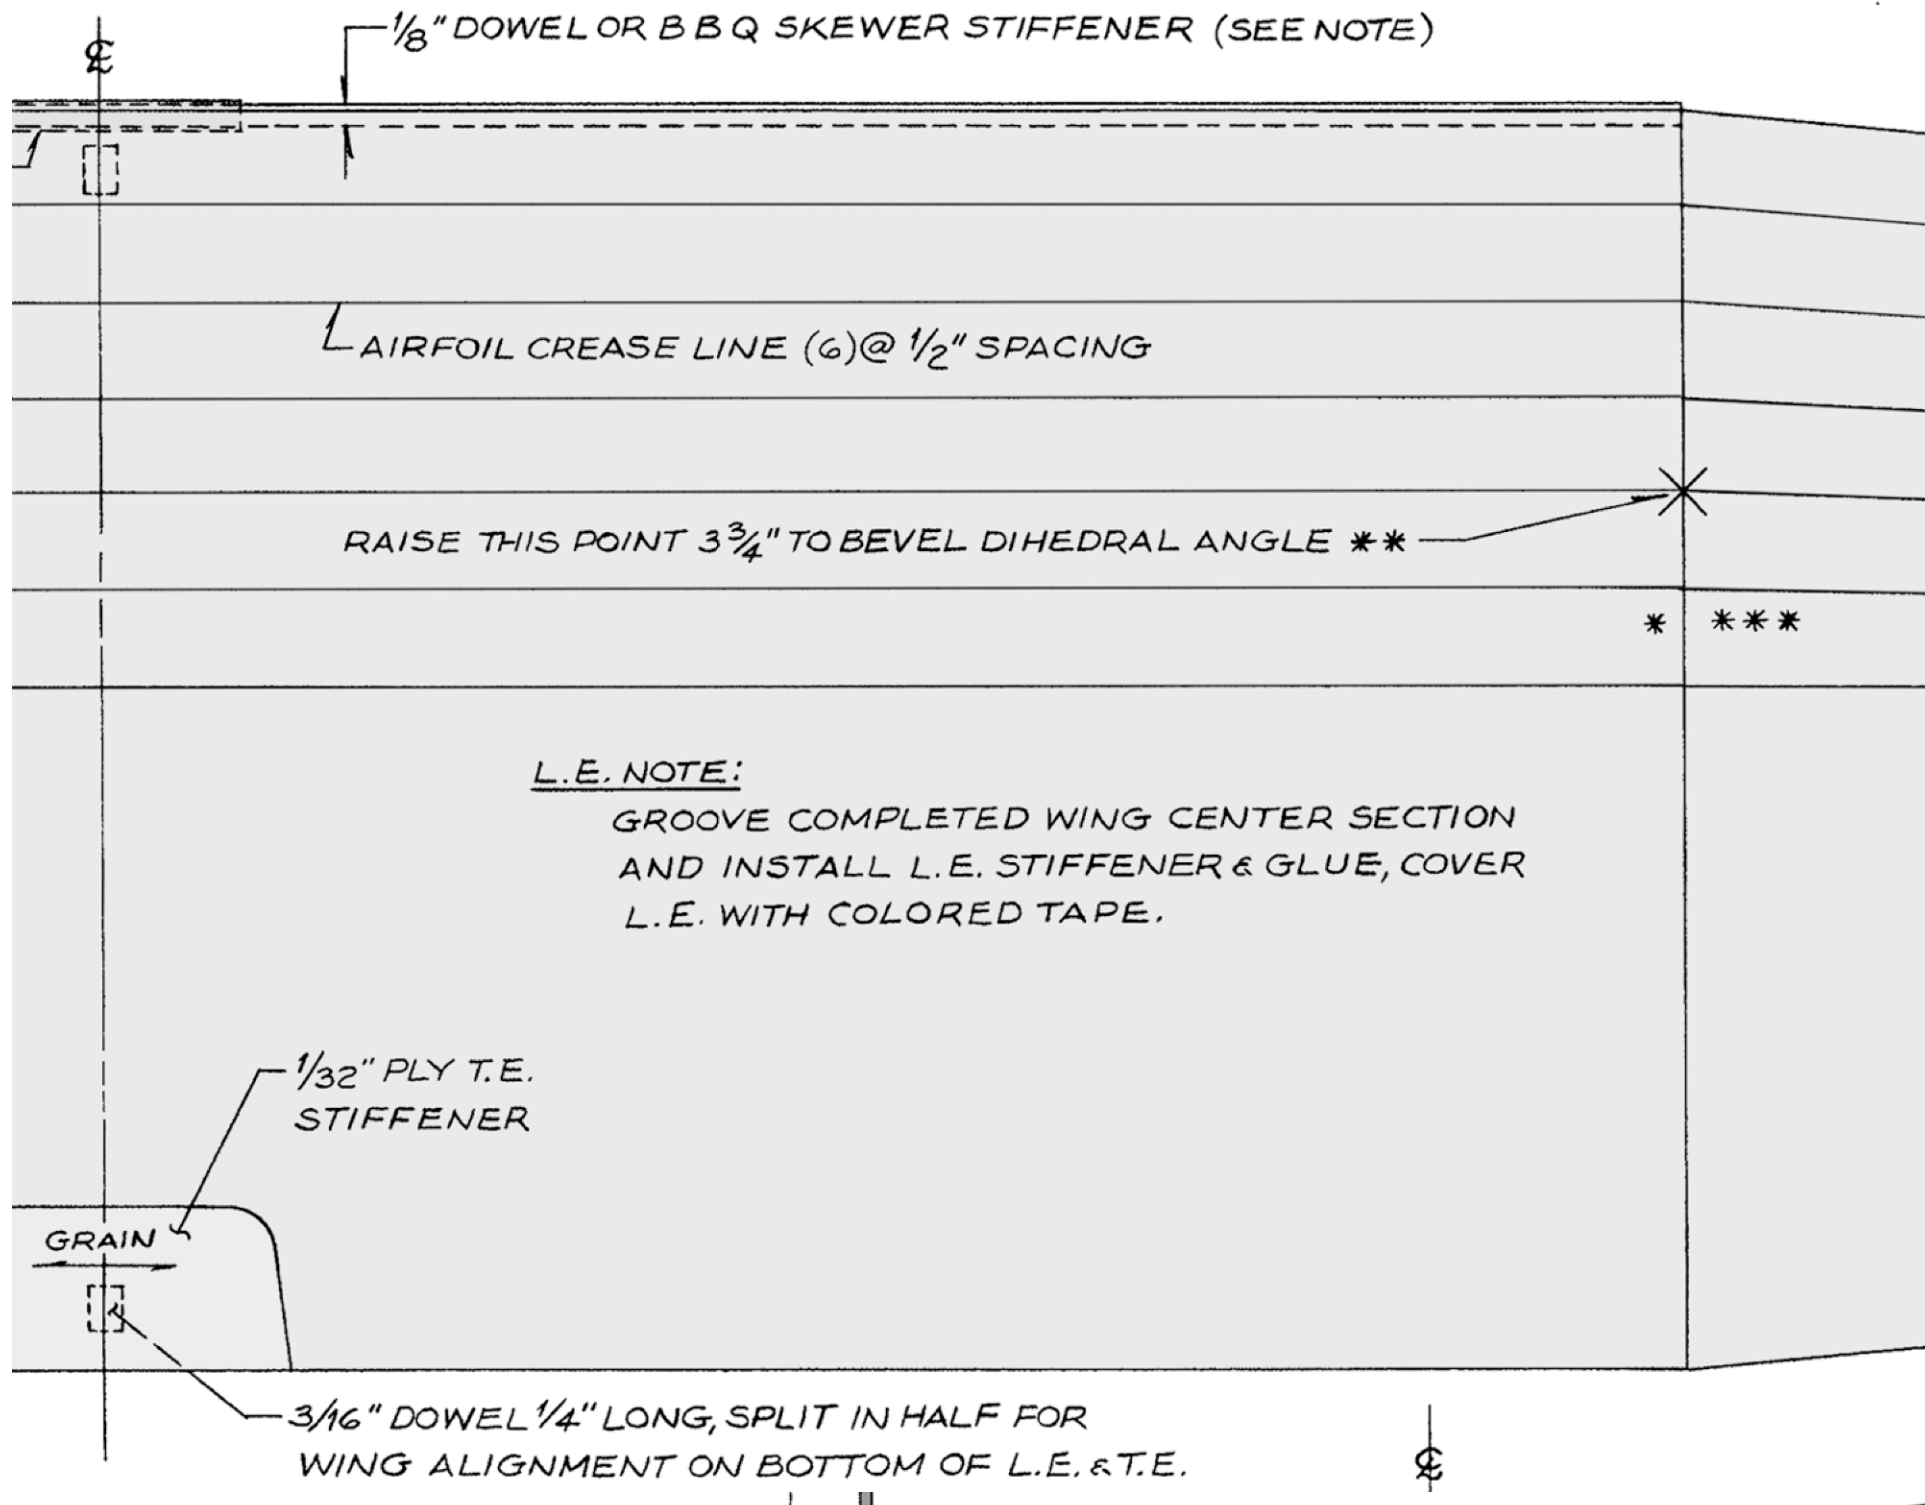 1/8" DOWEL OR BBQ SKEWER STIFFENER (SEE NOTE)
℄
AIRFOIL CREASE LINE (6)@ 1/2" SPACING
RAISE THIS POINT 3 3/4" TO BEVEL DIHEDRAL ANGLE **
* ***
L.E. NOTE:
GROOVE COMPLETED WING CENTER SECTION
AND INSTALL L.E. STIFFENER & GLUE, COVER
L.E. WITH COLORED TAPE.
1/32" PLY T.E.
STIFFENER
GRAIN
3/16" DOWEL 1/4" LONG, SPLIT IN HALF FOR
WING ALIGNMENT ON BOTTOM OF L.E. & T.E.
℄